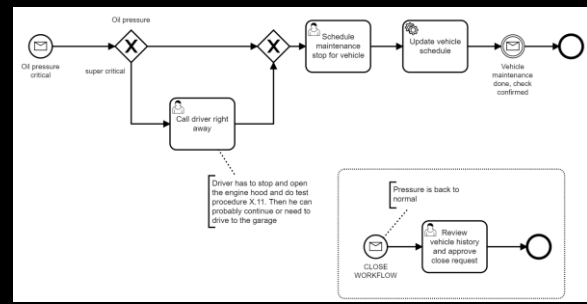 Oil pressure
Schedule
maintenance
stop for vehicle
Update vehicle
schedule
Oil pressure
critical
super critical
Vehicle
maintenance
done, check
confirmed
Call driver right
away
Driver has to stop and open
the engine hood and do test
procedure X.11. Then he can
probably continue or need to
drive to the garage
Pressure is back to
normal
Review
vehicle history
and approve
close request
CLOSE
WORKFLOW